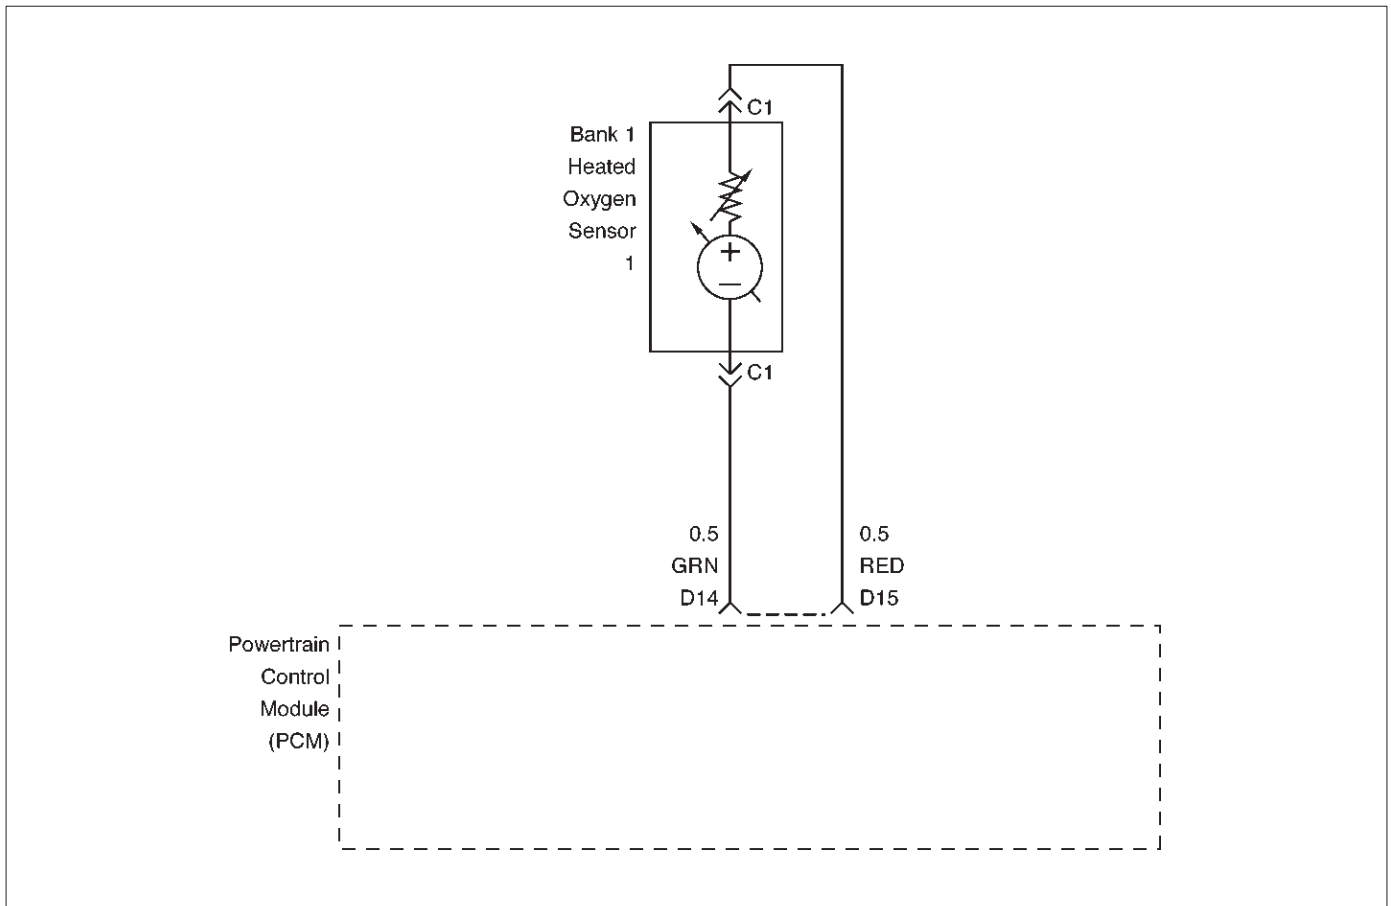 C1
Bank 1
Heated
Oxygen
Sensor
1
+
—
C1
0.5
GRN
D14
0.5
RED
D15
Powertrain
Control
Module
(PCM)